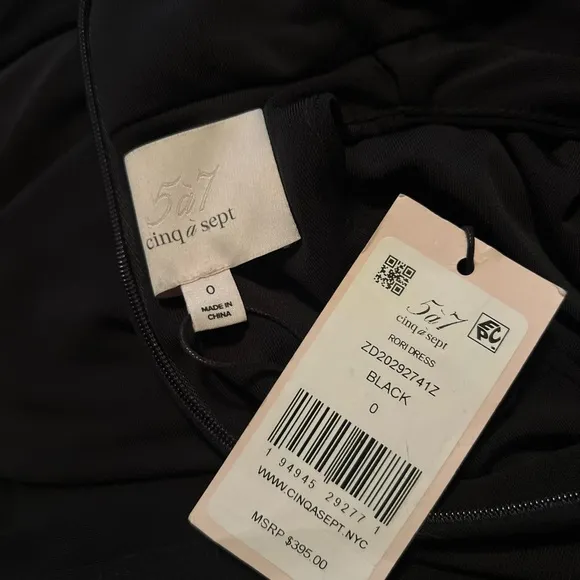 5à7
cinq à sept
0
MADE IN
CHINA
5à7
cinq à sept
EPC
RORI DRESS
ZD20292741Z
BLACK
0
1 94945 29277 1
WWW.CINQASEPT.NYC
MSRP $395.00